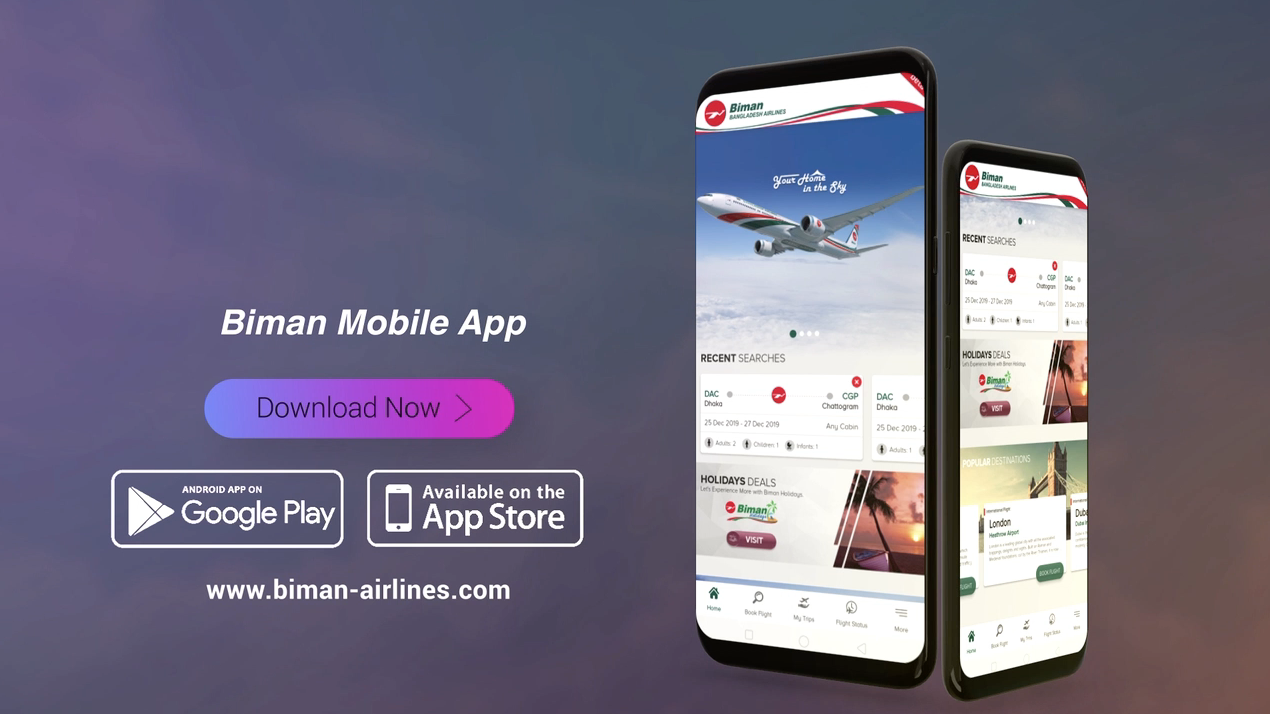 Biman Mobile App
Download Now
ANDROID APP ON
Google Play
Available on the
App Store
www.biman-airlines.com
Biman
BANGLADESH AIRLINES
Your Home
in the Sky
RECENT SEARCHES
DAC
CGP
Dhaka
Chattogram
25 Dec 2019 - 27 Dec 2019
Any Cabin
Adults: 2
Children: 1
Infants: 1
DAC
Dhaka
25 Dec 2019
Adults: 1
HOLIDAYS DEALS
Let's Experience More with Biman Holidays.
Biman
Holidays
VISIT
Home
Book Flight
My Trips
Flight Status
More
Biman
BANGLADESH AIRLINES
RECENT SEARCHES
DAC
CGP
Dhaka
Chattogram
25 Dec 2019 - 27 Dec 2019
Any Cabin
Adults: 2
Children: 1
Infants: 1
DAC
Dhaka
25 Dec 2019
Adults: 1
HOLIDAYS DEALS
Let's Experience More with Biman Holidays.
Biman
VISIT
POPULAR DESTINATIONS
International Flight
London
Heathrow Airport
BOOK FLIGHT
Home
Book Flight
My Trips
Flight Status
More